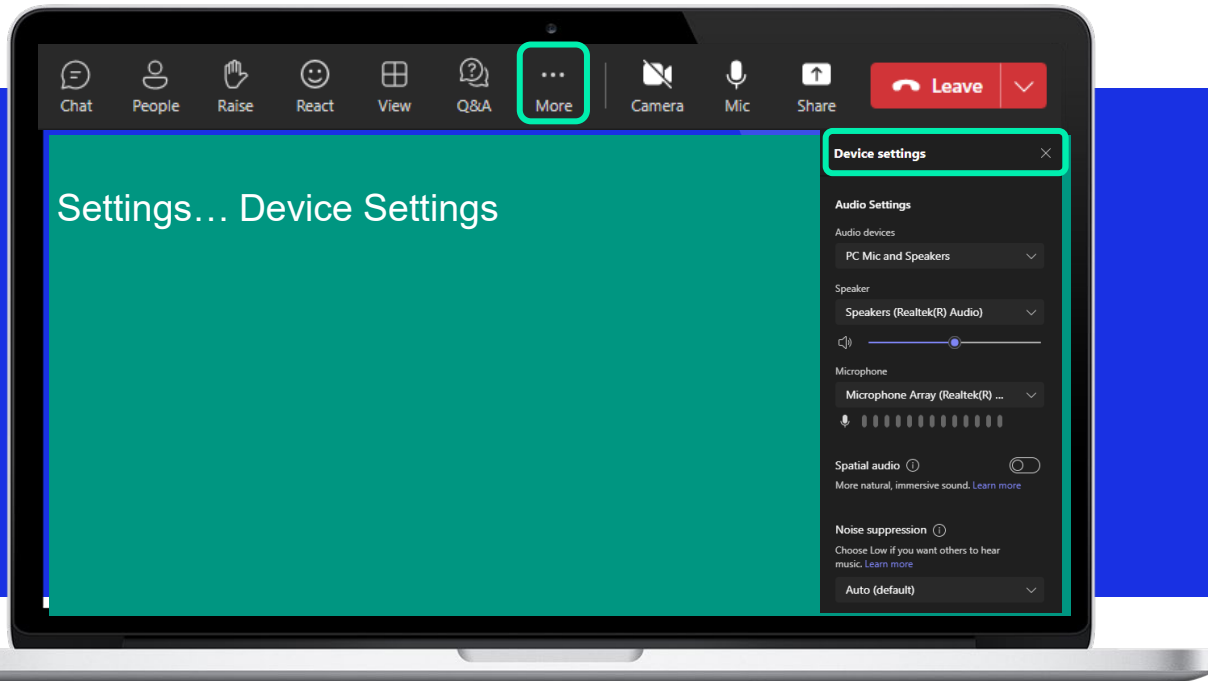 Chat People Raise React View Q&A More Camera Mic Share Leave
Device settings
Settings… Device Settings
Audio Settings
Audio devices
PC Mic and Speakers
Speaker
Speakers (Realtek(R) Audio)
Microphone
Microphone Array (Realtek(R) ...
Spatial audio
More natural, immersive sound. Learn more
Noise suppression
Choose Low if you want others to hear
music. Learn more
Auto (default)